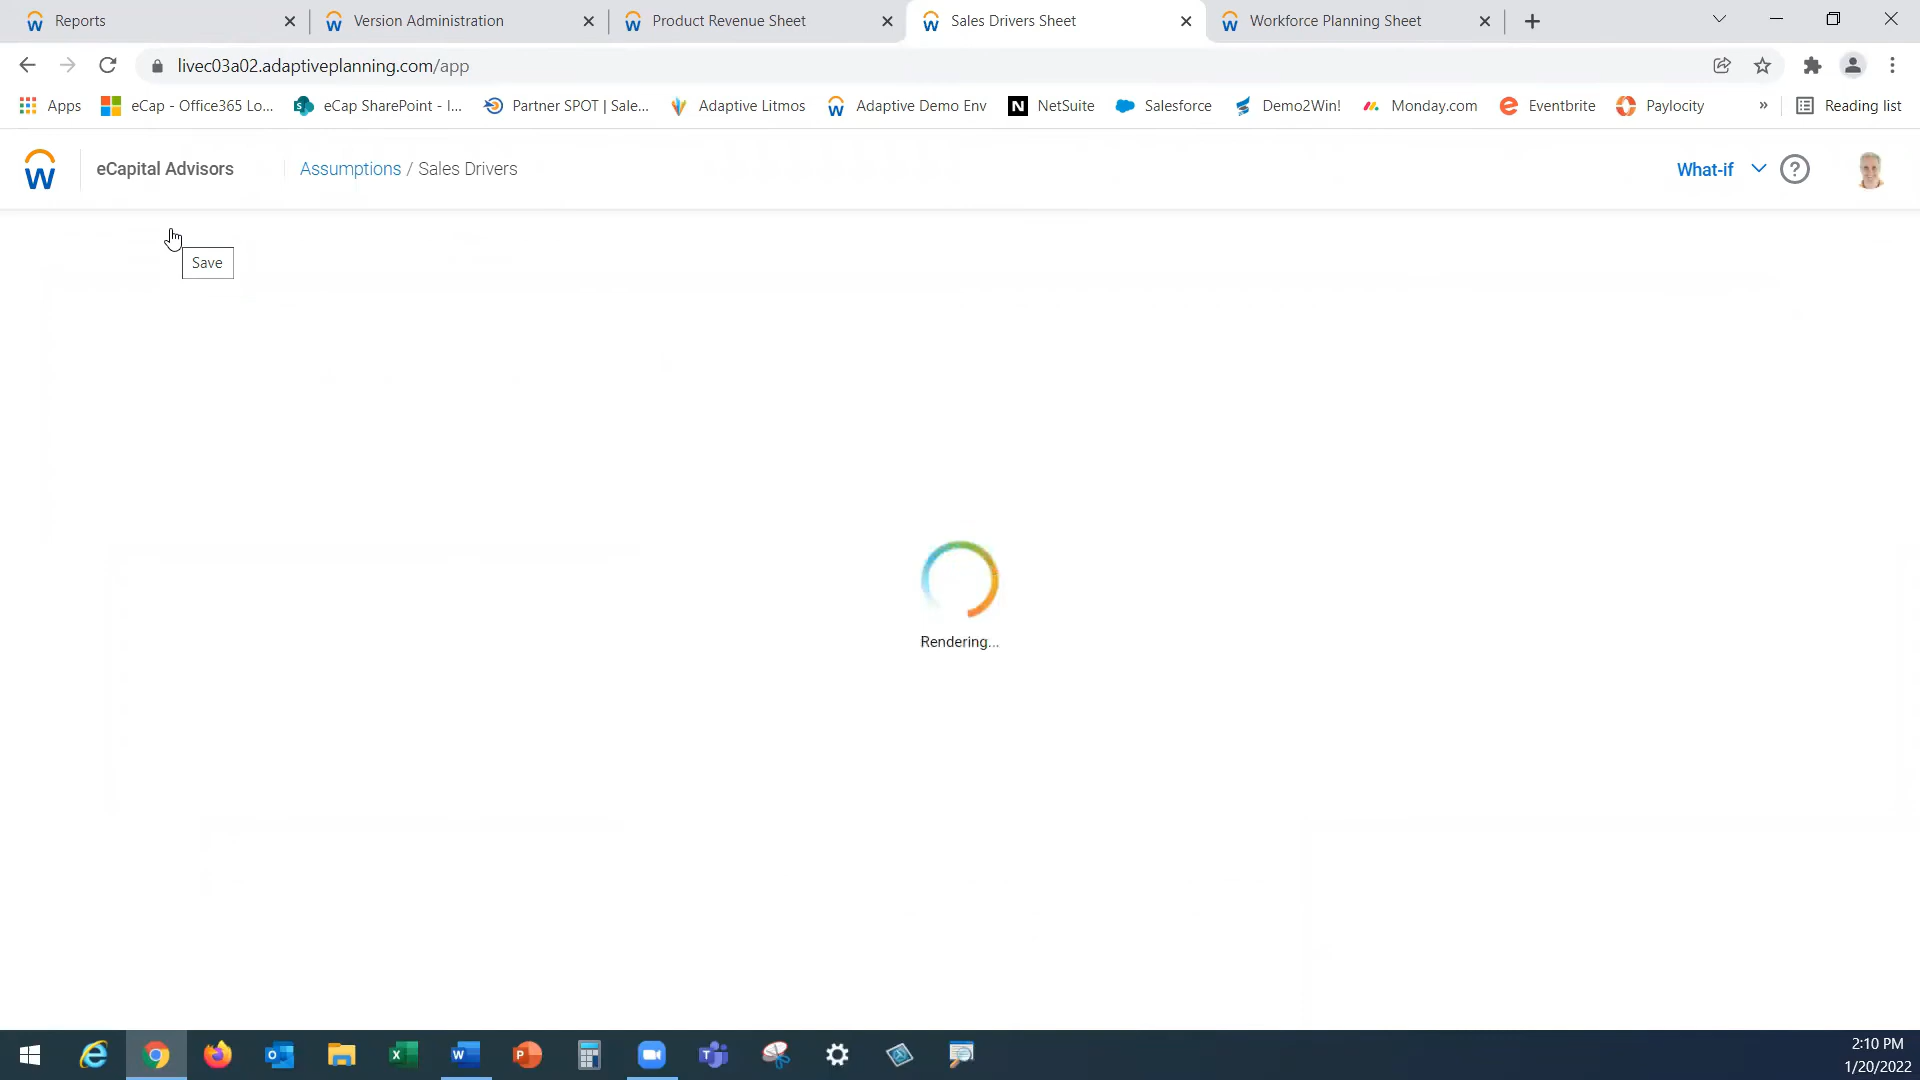 Reports
Version Administration
Product Revenue Sheet
Sales Drivers Sheet
Workforce Planning Sheet
livec03a02.adaptiveplanning.com/app
Apps
eCap - Office365 Lo...
eCap SharePoint - I...
Partner SPOT | Sale...
Adaptive Litmos
Adaptive Demo Env
NetSuite
Salesforce
Demo2Win!
Monday.com
Eventbrite
Paylocity
»
Reading list
eCapital Advisors
Assumptions / Sales Drivers
What-if
Save
Rendering...
2:10 PM
1/20/2022